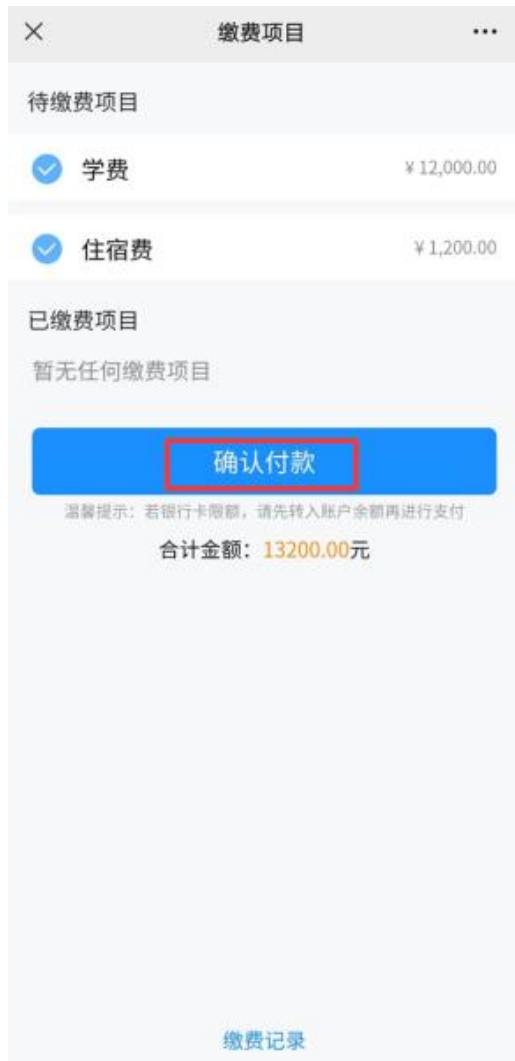 缴费项目
待缴费项目
学费 ¥12,000.00
住宿费 ¥1,200.00
已缴费项目
暂无任何缴费项目
确认付款
温馨提示：若银行卡限额，请先转入账户余额再进行支付
合计金额：13200.00元
缴费记录